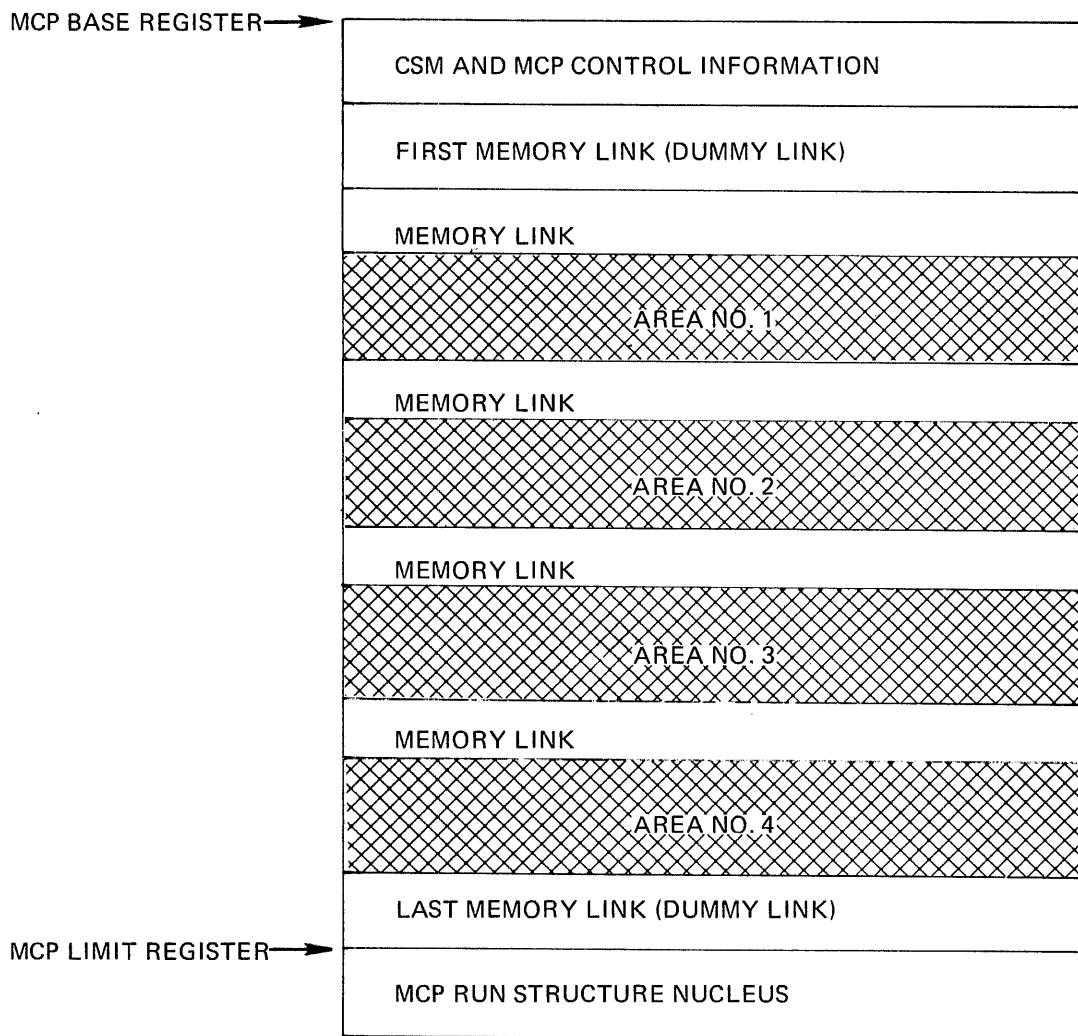 MCP BASE REGISTER
CSM AND MCP CONTROL INFORMATION
FIRST MEMORY LINK (DUMMY LINK)
MEMORY LINK
AREA NO. 1
MEMORY LINK
AREA NO. 2
MEMORY LINK
AREA NO. 3
MEMORY LINK
AREA NO. 4
LAST MEMORY LINK (DUMMY LINK)
MCP LIMIT REGISTER
MCP RUN STRUCTURE NUCLEUS